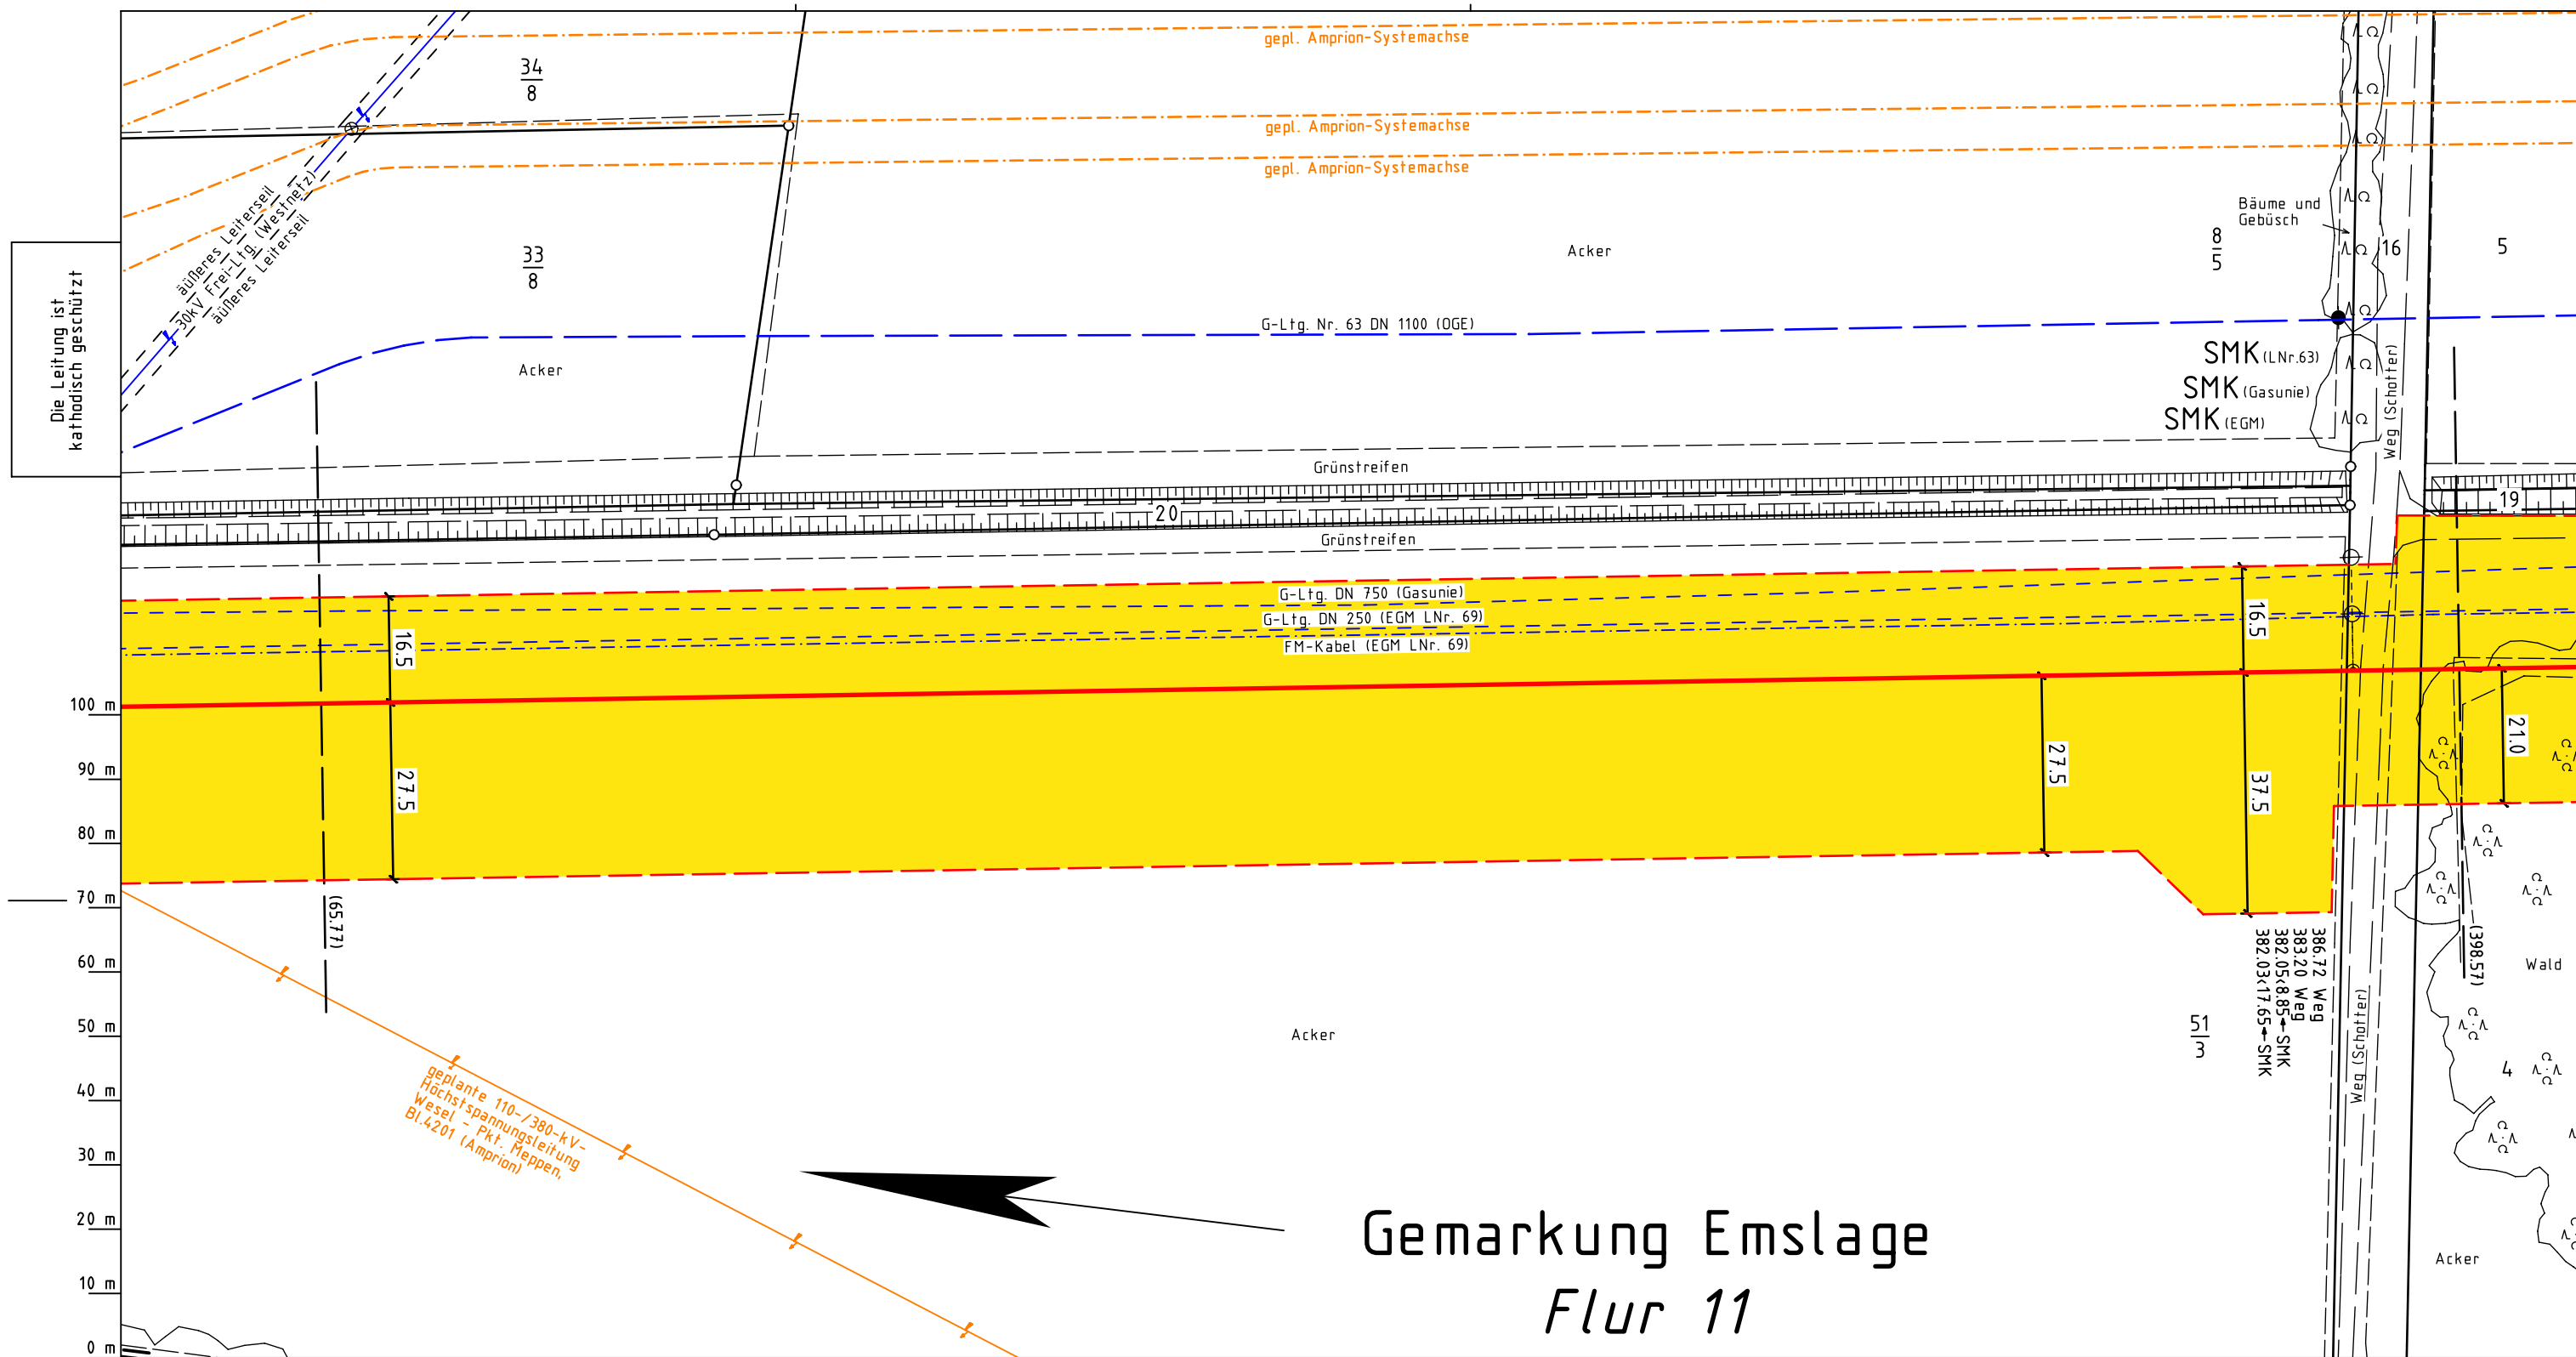 gepl. Amprion-Systemachse
34
8
gepl. Amprion-Systemachse
gepl. Amprion-Systemachse
äußeres Leiterseil
30kV Frei-Ltg. (Westnetz)
äußeres Leiterseil
Bäume und
Gebüsch
33
8
Acker
8
5
16
5
Die Leitung ist
kathodisch geschützt
G-Ltg. Nr. 63 DN 1100 (OGE)
Acker
SMK (LNr.63)
SMK (Gasunie)
SMK (EGM)
Weg (Schotter)
Grünstreifen
20
19
Grünstreifen
G-Ltg. DN 750 (Gasunie)
G-Ltg. DN 250 (EGM LNr. 69)
FM-Kabel (EGM LNr. 69)
16.5
16.5
27.5
27.5
37.5
21.0
100 m
90 m
80 m
70 m
60 m
50 m
40 m
30 m
20 m
10 m
0 m
(65.77)
386.72 Weg
383.20 Weg
382.05<8.85←SMK
382.03<17.65←SMK
(398.57)
Wald
Acker
51
3
Weg (Schotter)
4
geplante 110-/380-kV-
Höchstspannungsleitung
Wesel - Pkt. Meppen,
Bl.4201 (Amprion)
Gemarkung Emslage
Flur 11
Acker